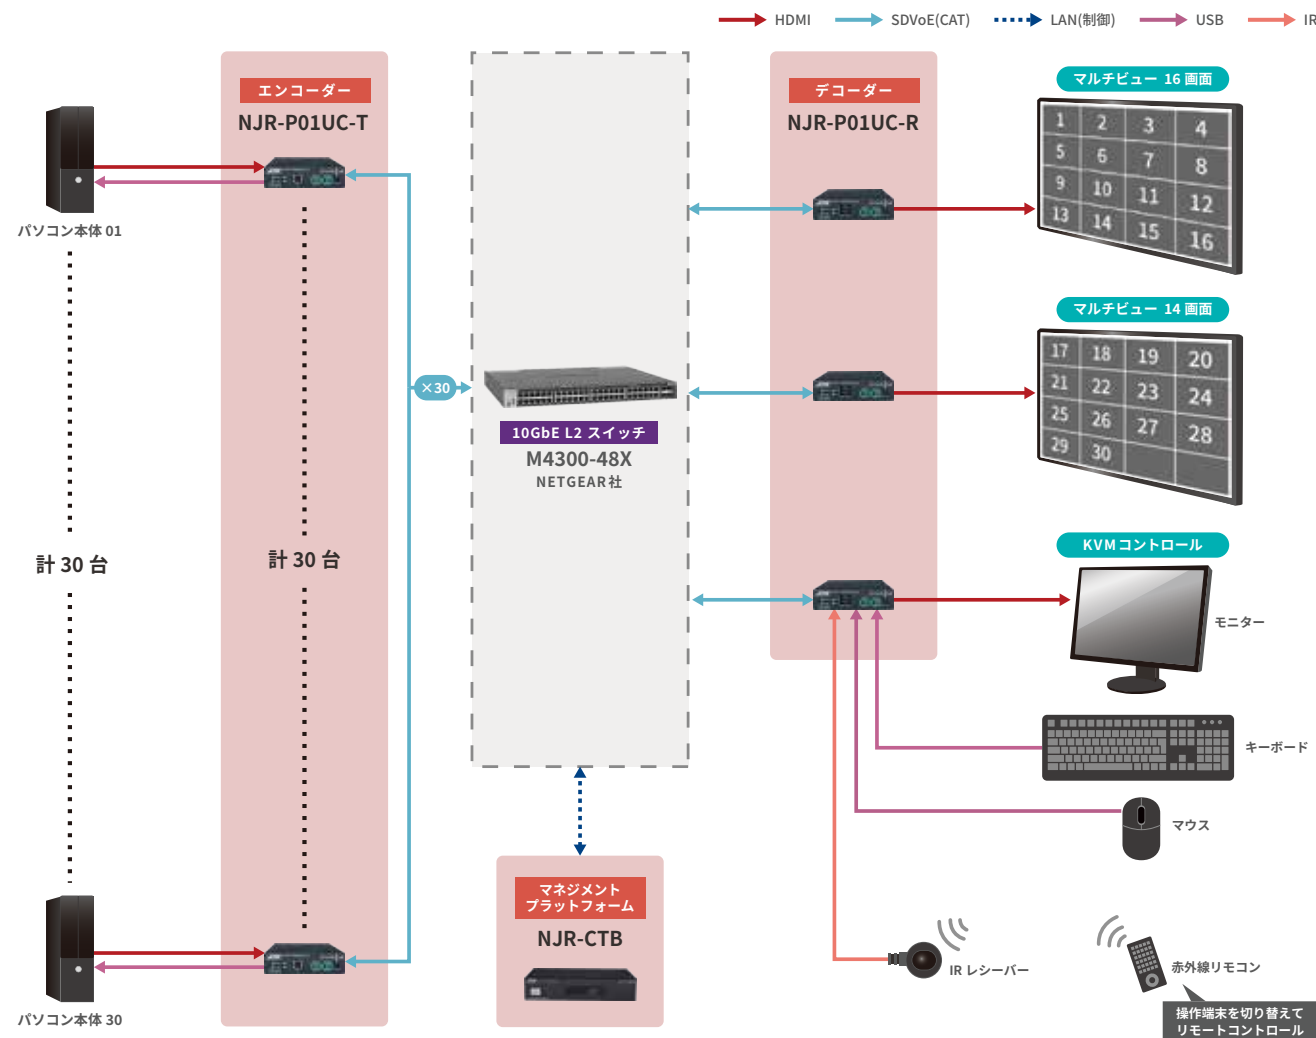 HDMI
SDVoE(CAT)
LAN(制御)
USB
IR
エンコーダー
NJR-P01UC-T
デコーダー
NJR-P01UC-R
マルチビュー 16 画面
1 2 3 4
5 6 7 8
9 10 11 12
13 14 15 16
パソコン本体 01
マルチビュー 14 画面
17 18 19 20
21 22 23 24
25 26 27 28
29 30
×30
10GbE L2 スイッチ
M4300-48X
NETGEAR社
計 30 台
計 30 台
KVMコントロール
モニター
キーボード
マウス
マネジメント
プラットフォーム
NJR-CTB
IR レシーバー
赤外線リモコン
操作端末を切り替えて
リモートコントロール
パソコン本体 30